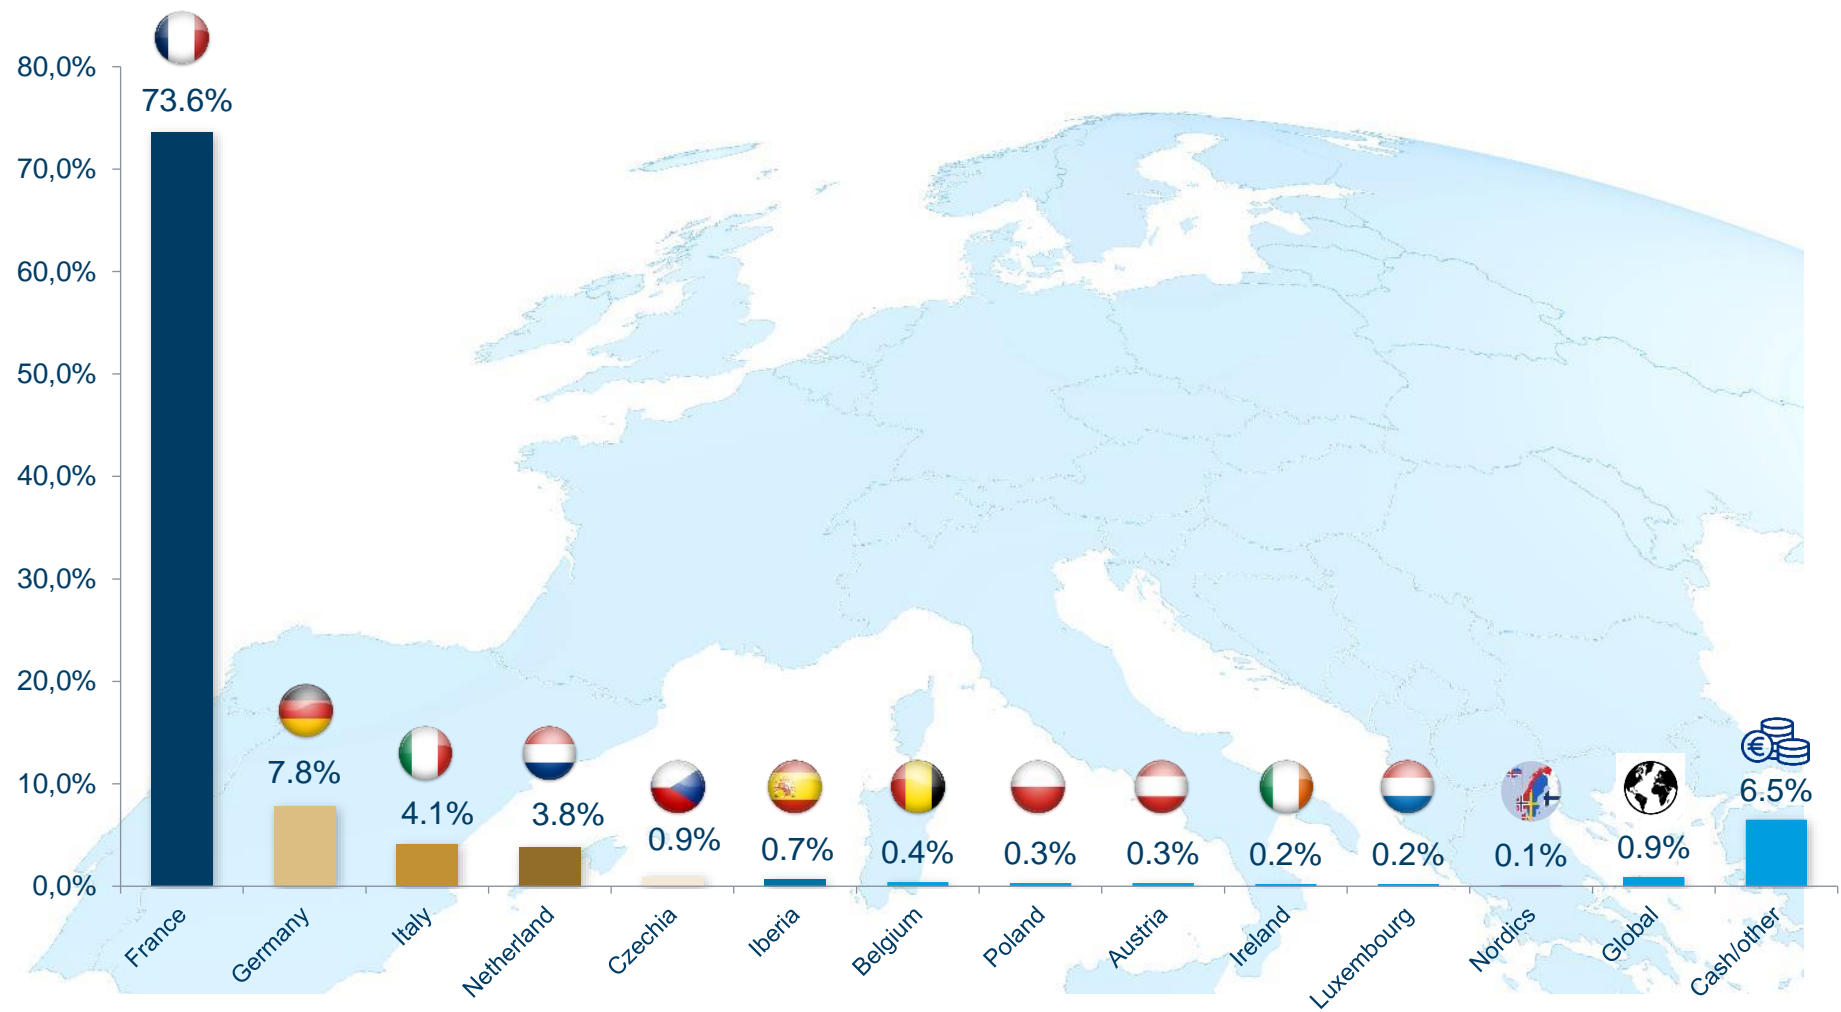 80,0%
70,0%
60,0%
50,0%
40,0%
30,0%
20,0%
10,0%
0,0%
73.6%
7.8%
4.1%
3.8%
0.9%
0.7%
0.4%
0.3%
0.3%
0.2%
0.2%
0.1%
0.9%
6.5%
France
Germany
Italy
Netherland
Czechia
Iberia
Belgium
Poland
Austria
Ireland
Luxembourg
Nordics
Global
Cash/other